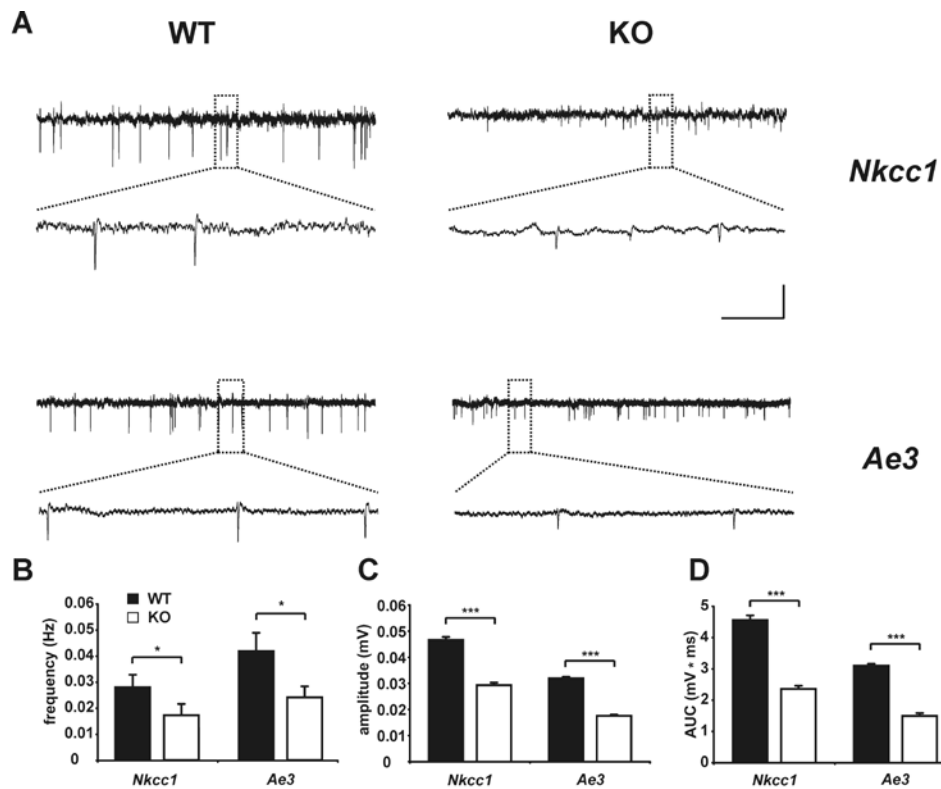 A
WT
KO
Nkcc1
Ae3
B
frequency (Hz)
0.06
0.05
0.04
0.03
0.02
0.01
0
WT
KO
*
*
Nkcc1
Ae3
C
amplitude (mV)
0.06
0.05
0.04
0.03
0.02
0.01
0
***
***
Nkcc1
Ae3
D
AUC (mV * ms)
5
4
3
2
1
0
***
***
Nkcc1
Ae3